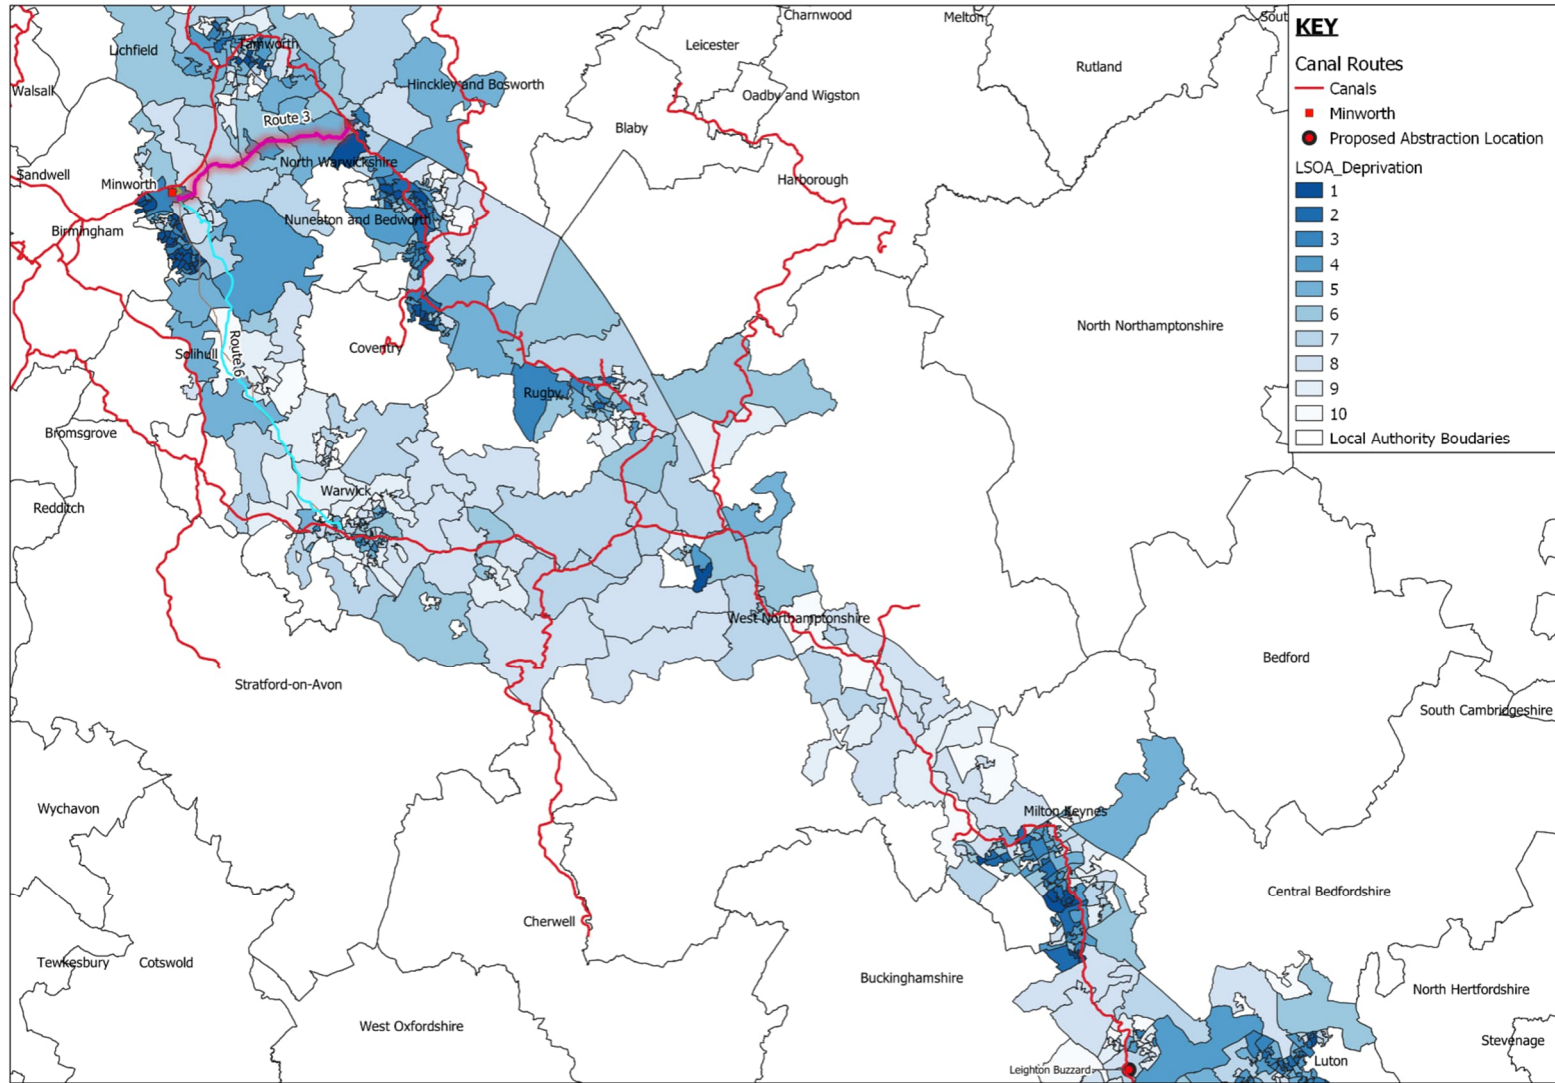 Charnwood
Melton
South
KEY
Lichfield
Tamworth
Leicester
Canal Routes
Rutland
Walsall
Hinckley and Bosworth
Canals
Oadby and Wigston
Minworth
Route 3
Blaby
Proposed Abstraction Location
North Warwickshire
LSOA_Deprivation
Sandwell
Minworth
Harborough
1
2
Nuneaton and Bedworth
Birmingham
3
4
5
6
North Northamptonshire
7
Route 6
Coventry
Solihull
8
9
Rugby
10
Bromsgrove
Local Authority Boudaries
Warwick
Redditch
West Northamptonshire
Bedford
Stratford-on-Avon
South Cambridgeshire
Wychavon
Milton Keynes
Central Bedfordshire
Cherwell
Tewkesbury
Cotswold
Buckinghamshire
North Hertfordshire
West Oxfordshire
Stevenage
Luton
Leighton Buzzard